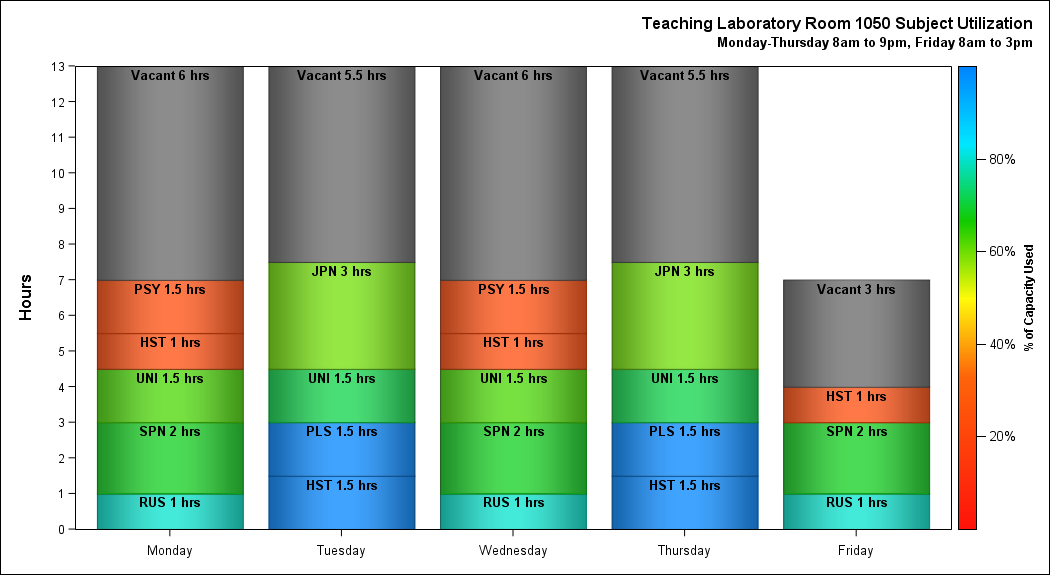 Teaching Laboratory Room 1050 Subject Utilization
Monday-Thursday 8am to 9pm, Friday 8am to 3pm
Hours
13
12
11
10
9
8
7
6
5
4
3
2
1
0
Vacant 6 hrs
PSY 1.5 hrs
HST 1 hrs
UNI 1.5 hrs
SPN 2 hrs
RUS 1 hrs
Monday
Vacant 5.5 hrs
JPN 3 hrs
UNI 1.5 hrs
PLS 1.5 hrs
HST 1.5 hrs
Tuesday
Vacant 6 hrs
PSY 1.5 hrs
HST 1 hrs
UNI 1.5 hrs
SPN 2 hrs
RUS 1 hrs
Wednesday
Vacant 5.5 hrs
JPN 3 hrs
UNI 1.5 hrs
PLS 1.5 hrs
HST 1.5 hrs
Thursday
Vacant 3 hrs
HST 1 hrs
SPN 2 hrs
RUS 1 hrs
Friday
80%
60%
40%
20%
% of Capacity Used